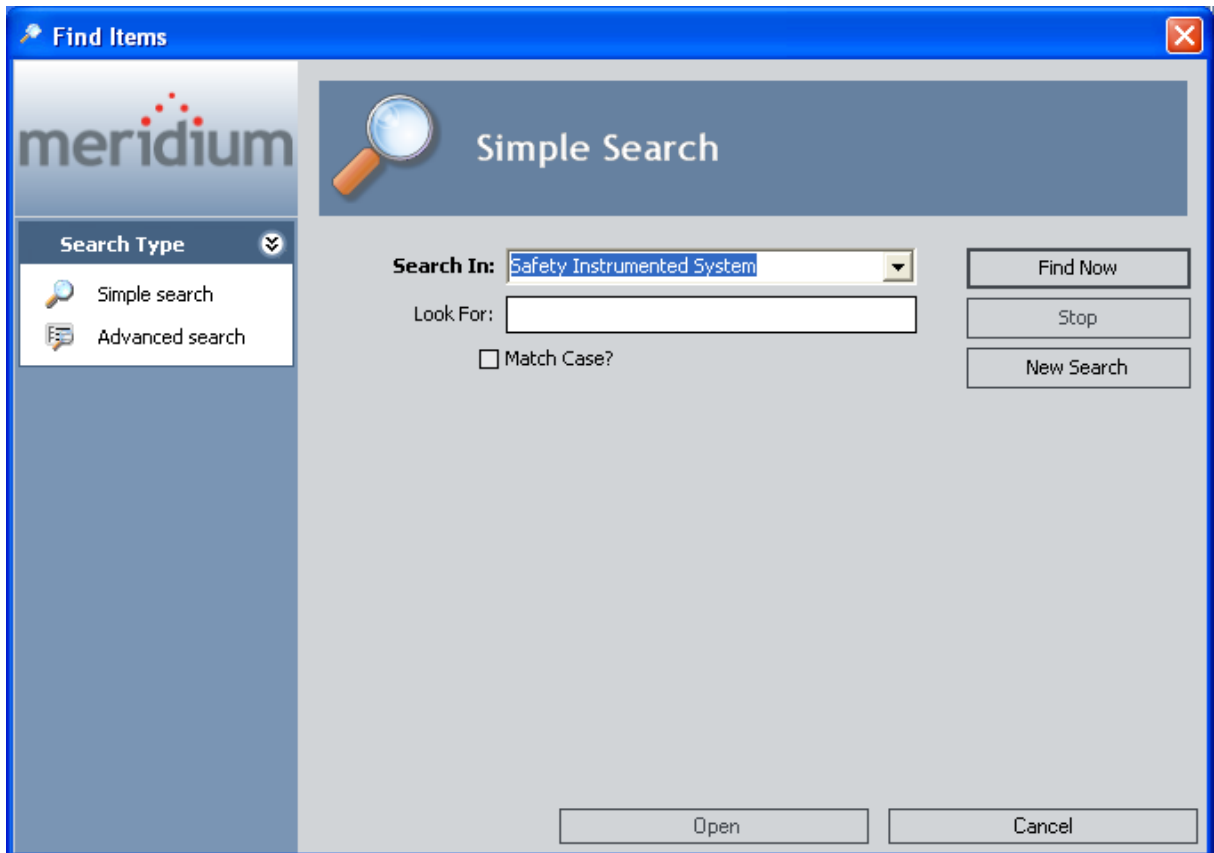 Find Items
meridium
Simple Search
Search Type
Simple search
Advanced search
Search In: Safety Instrumented System
Find Now
Look For:
Stop
Match Case?
New Search
Open
Cancel